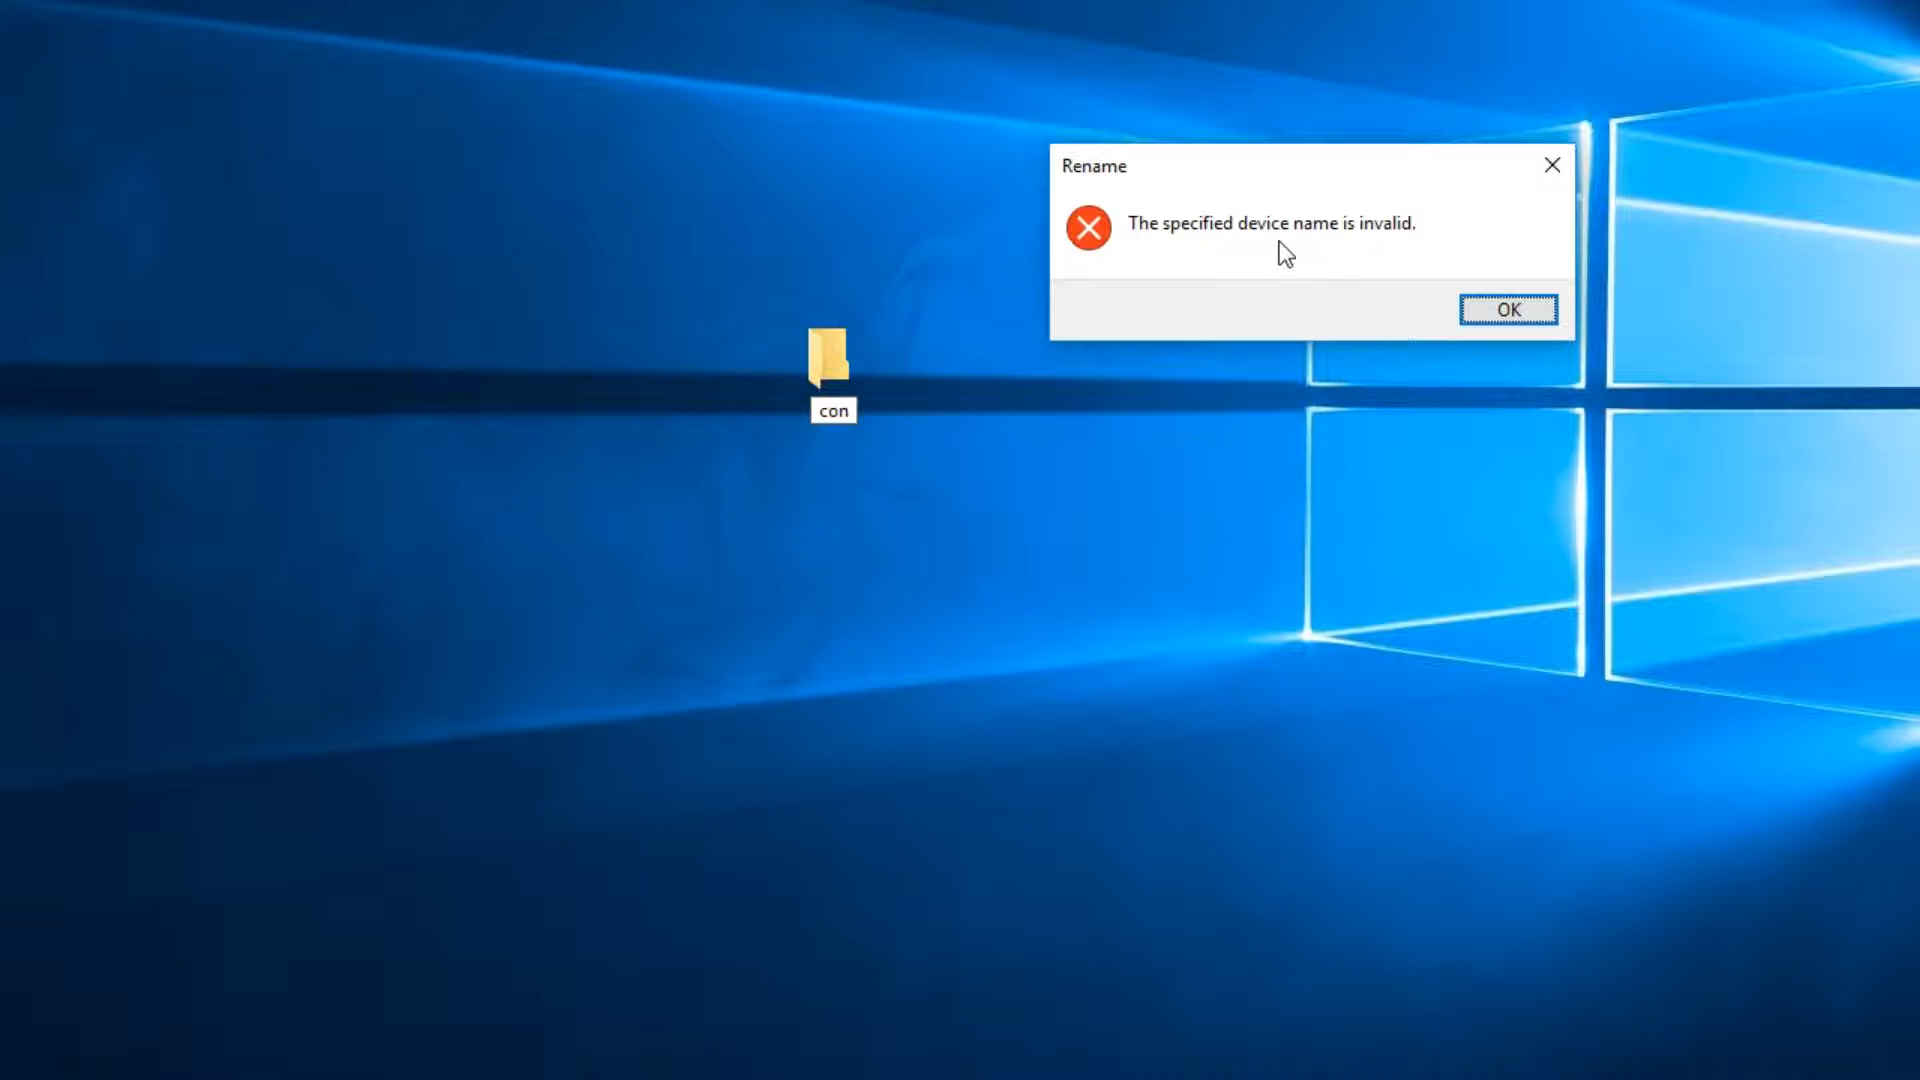 Rename
The specified device name is invalid.
OK
con